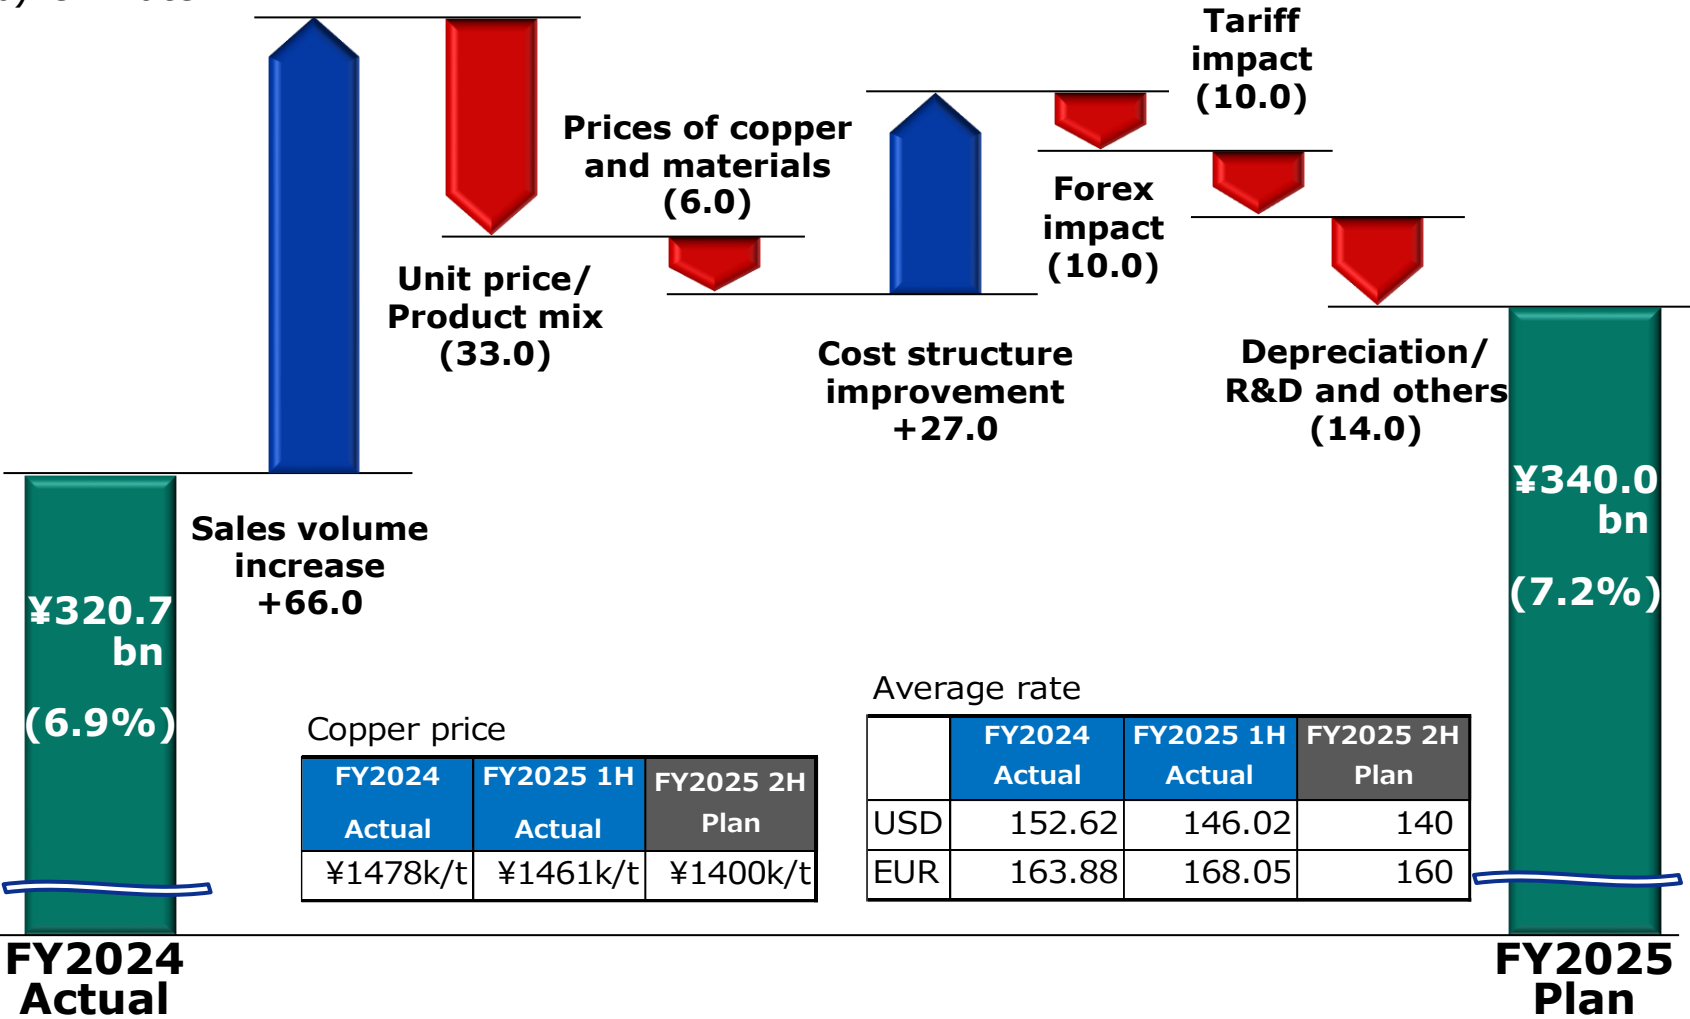 Tariff
impact
(10.0)
Prices of copper
and materials
(6.0)
Forex
impact
(10.0)
Unit price/
Product mix
(33.0)
Cost structure
improvement
+27.0
Depreciation/
R&D and others
(14.0)
Sales volume
increase
+66.0
¥320.7
bn
(6.9%)
¥340.0
bn
(7.2%)
Copper price
FY2024 FY2025 1H FY2025 2H
Actual Actual Plan
¥1478k/t ¥1461k/t ¥1400k/t
Average rate
FY2024 FY2025 1H FY2025 2H
Actual Actual Plan
USD 152.62 146.02 140
EUR 163.88 168.05 160
FY2024
Actual
FY2025
Plan